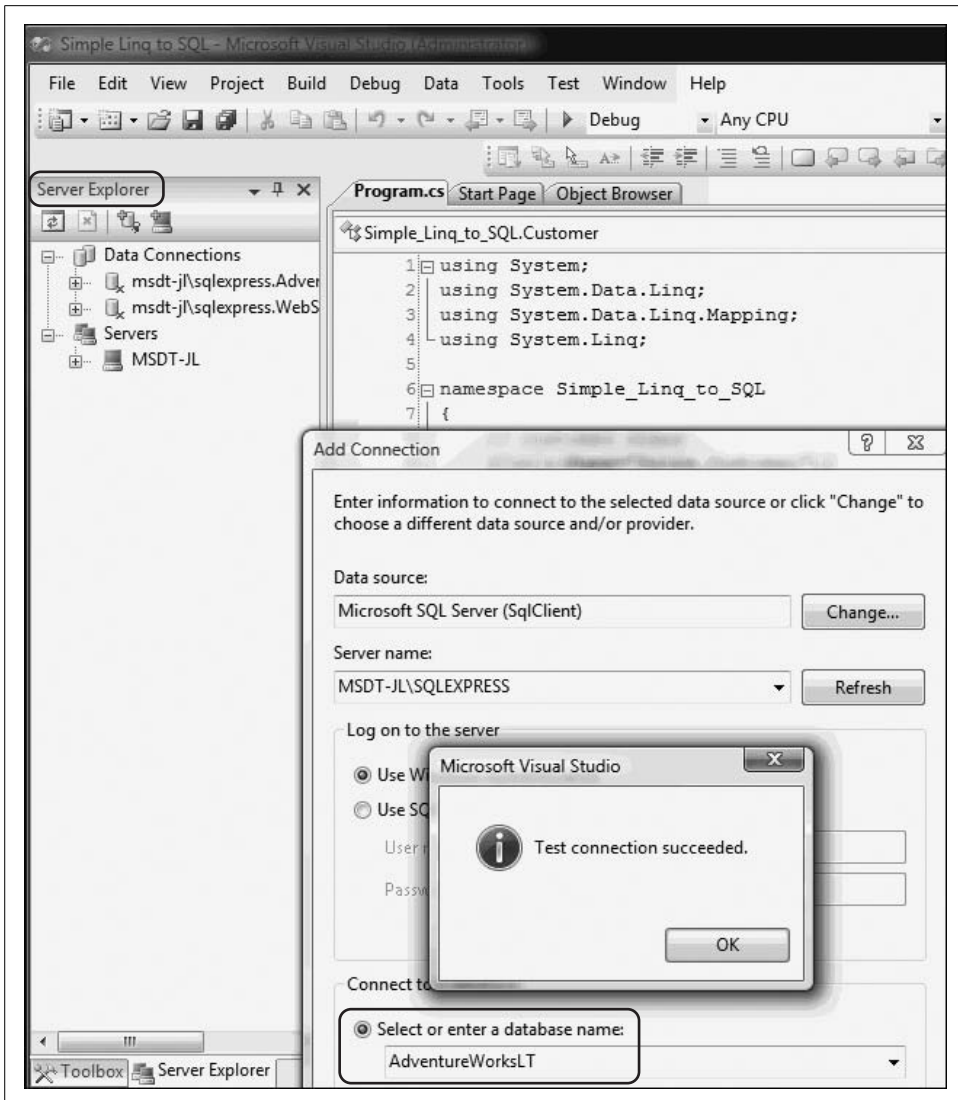 Simple Linq to SQL - Microsoft Visual Studio (Administrator)
File Edit View Project Build Debug Data Tools Test Window Help
Debug Any CPU
Server Explorer
Program.cs Start Page Object Browser
Simple_Linq_to_SQL.Customer
Data Connections
msdt-jl\sqlexpress.Adver
msdt-jl\sqlexpress.WebS
Servers
MSDT-JL
1 using System;
2 using System.Data.Linq;
3 using System.Data.Linq.Mapping;
4 using System.Linq;
5
6 namespace Simple_Linq_to_SQL
7 {
Add Connection
Enter information to connect to the selected data source or click "Change" to
choose a different data source and/or provider.
Data source:
Microsoft SQL Server (SqlClient) Change...
Server name:
MSDT-JL\SQLEXPRESS Refresh
Log on to the server
Use Wi
Use SQ
User n
Passw
Microsoft Visual Studio
Test connection succeeded.
OK
Connect to
Select or enter a database name:
AdventureWorksLT
Toolbox Server Explorer